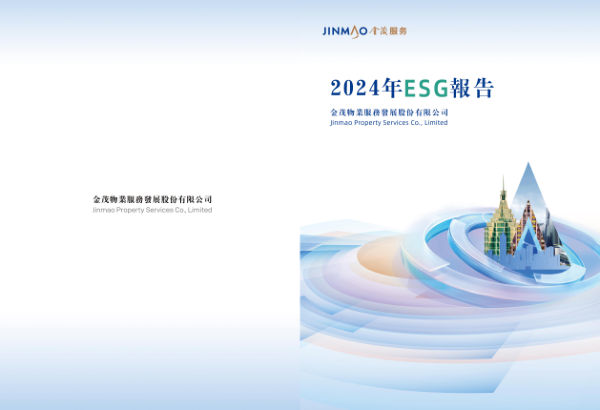 JINMAO 金茂服务
2024年ESG報告
金茂物業服務發展股份有限公司
Jinmao Property Services Co., Limited
金茂物業服務發展股份有限公司
Jinmao Property Services Co., Limited